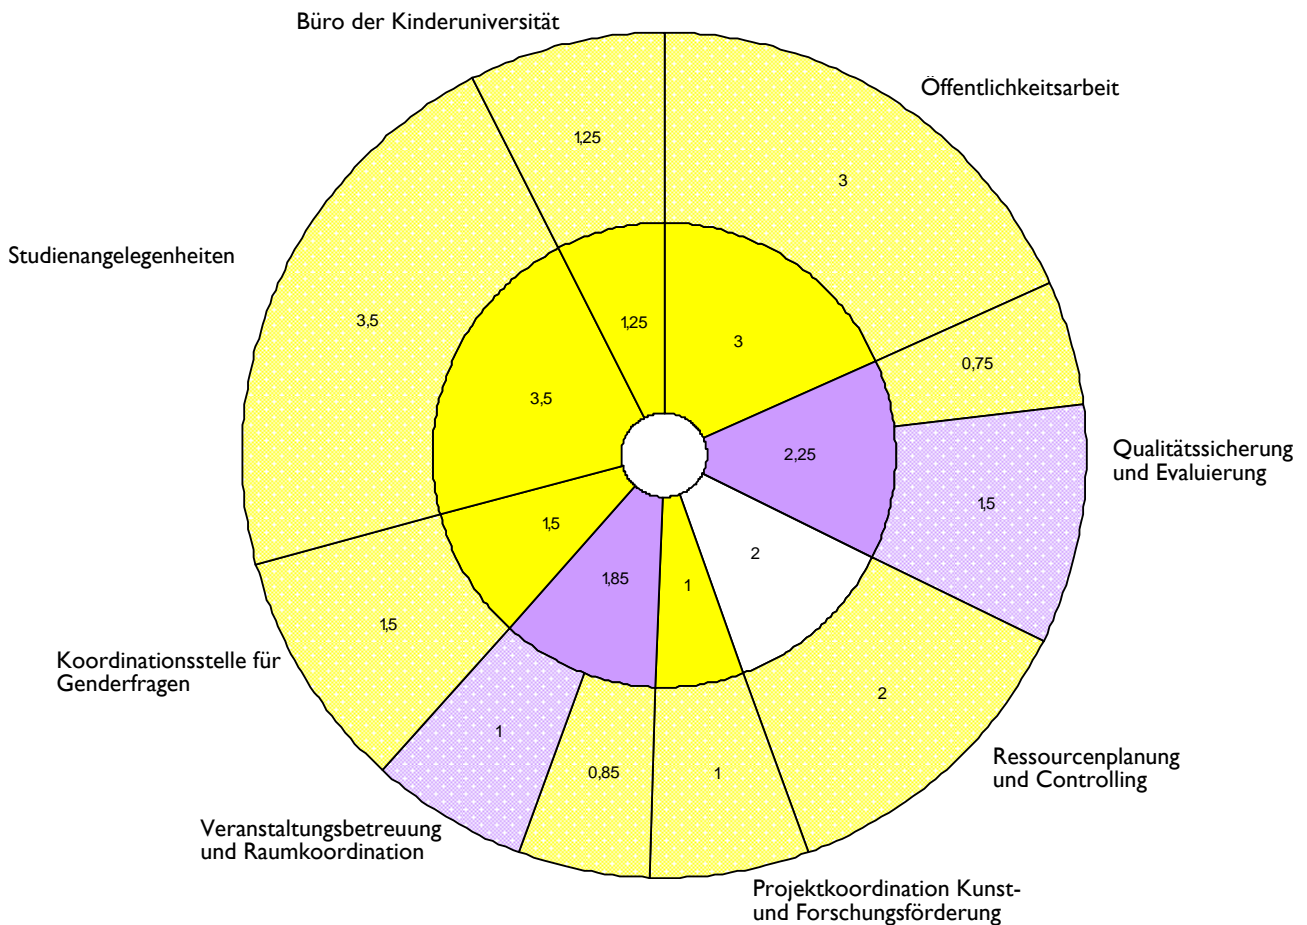 Büro der Kinderuniversität
Öffentlichkeitsarbeit
1,25
3
Studienangelegenheiten
3,5
1,25
3
0,75
3,5
Qualitätssicherung
und Evaluierung
2,25
1,5
1,5
2
1,85
1
1,5
Koordinationsstelle für
Genderfragen
2
1
0,85
1
Ressourcenplanung
und Controlling
Veranstaltungsbetreuung
und Raumkoordination
Projektkoordination Kunst-
und Forschungsförderung